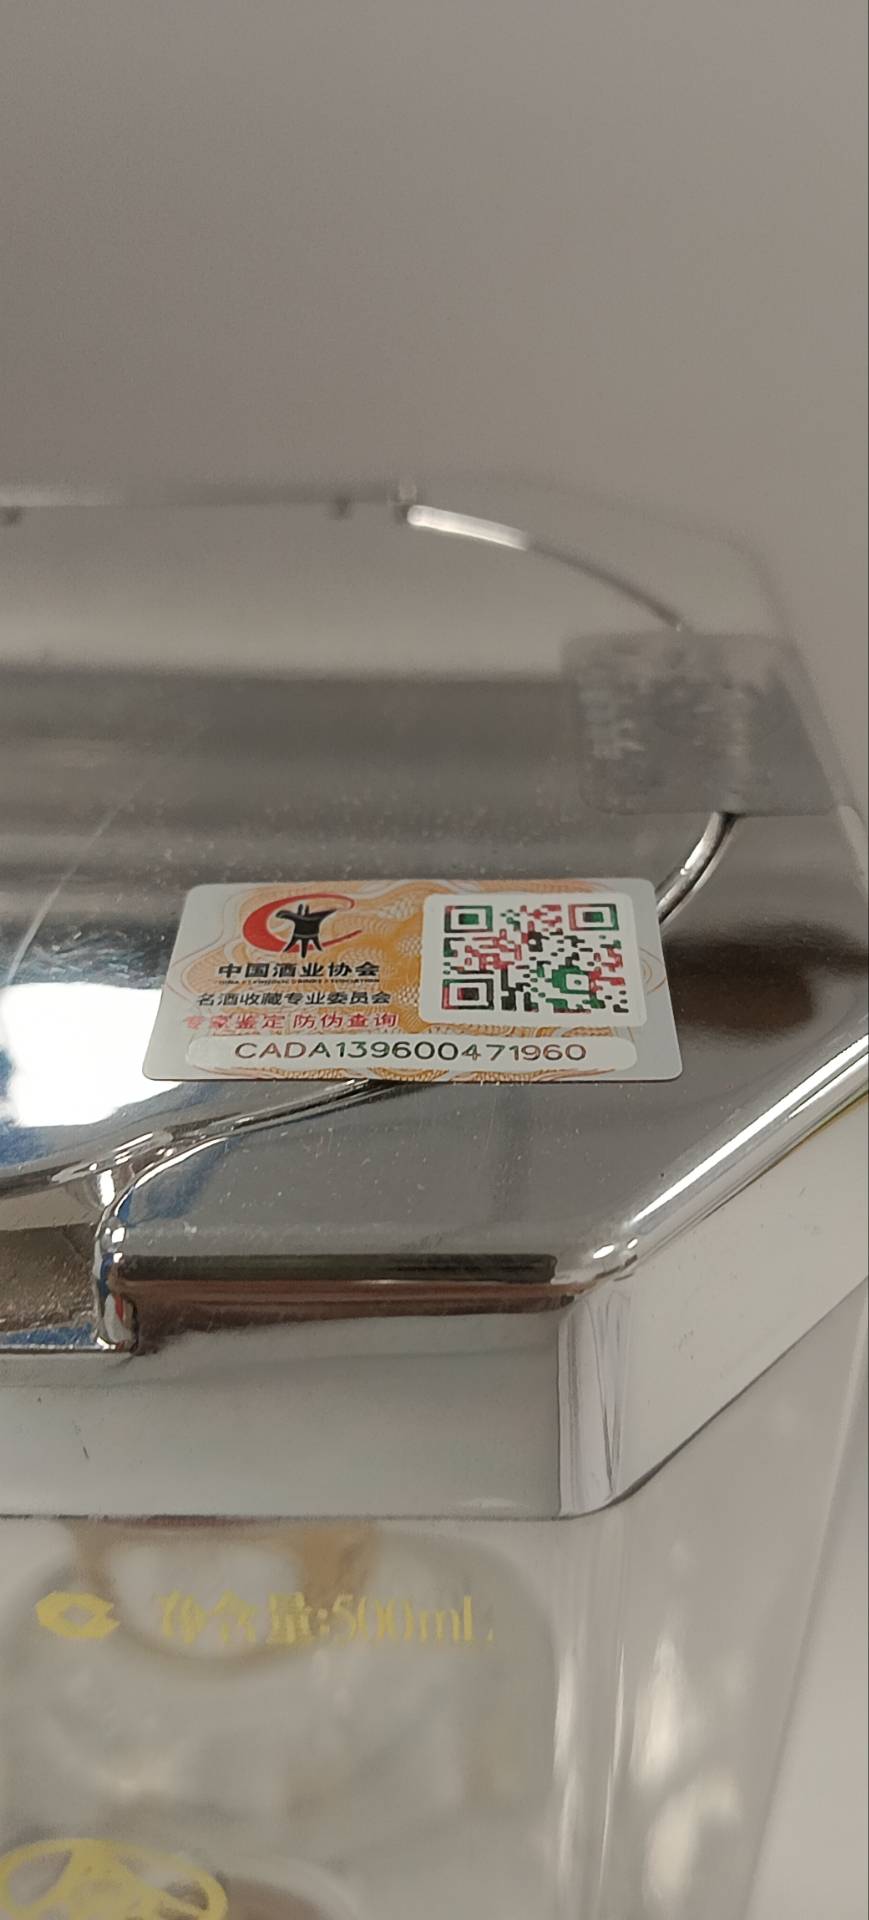 中国酒业协会
名酒收藏专业委员会
专家鉴定 防伪查询
CADA139600471960
净含量:500mL